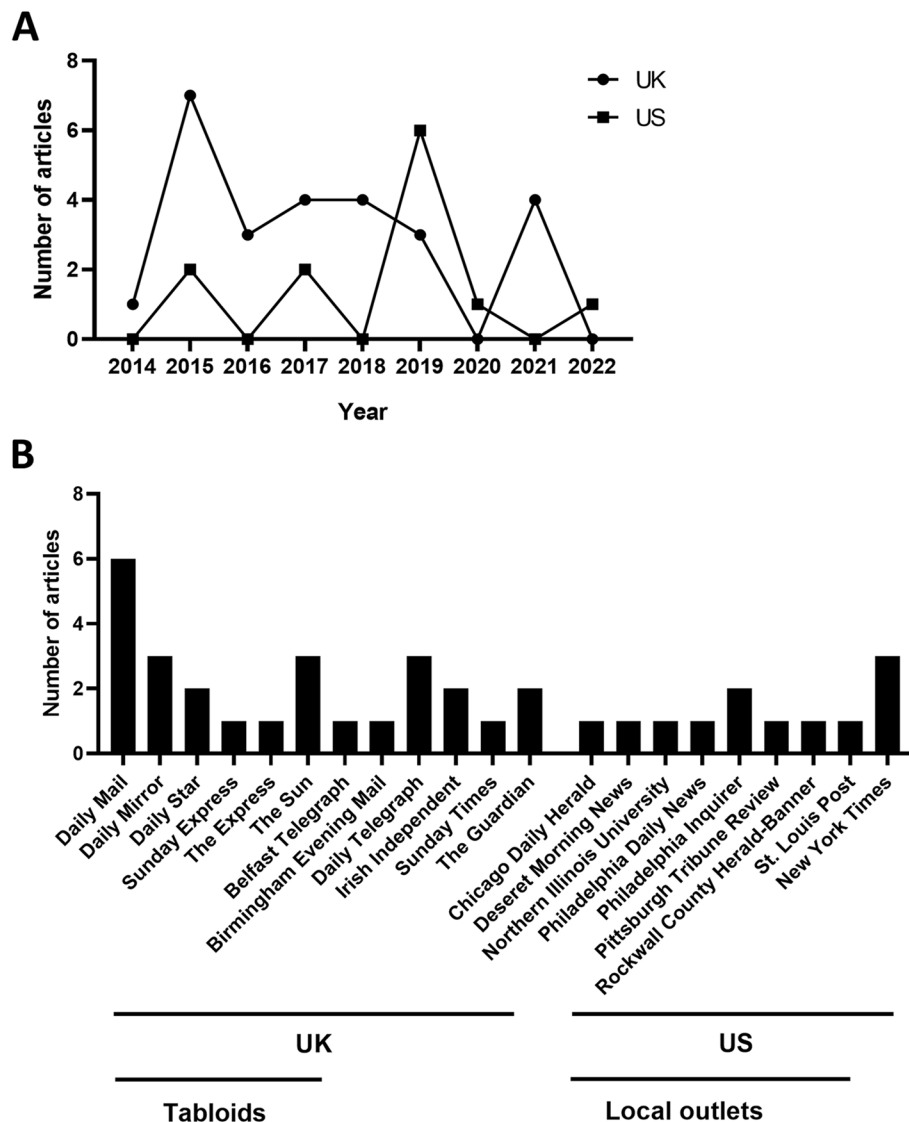 A
8
6
4
2
0
Number of articles
UK
US
2014 2015 2016 2017 2018 2019 2020 2021 2022
Year
B
8
6
4
2
0
Number of articles
Daily Mail
Daily Mirror
Daily Star
Sunday Express
The Express
The Sun
Belfast Telegraph
Birmingham Evening Mail
Daily Telegraph
Irish Independent
Sunday Times
The Guardian
Chicago Daily Herald
Deseret Morning News
Northern Illinois University
Philadelphia Daily News
Philadelphia Inquirer
Pittsburgh Tribune Review
Rockwall County Herald-Banner
St. Louis Post
New York Times
UK US
Tabloids Local outlets